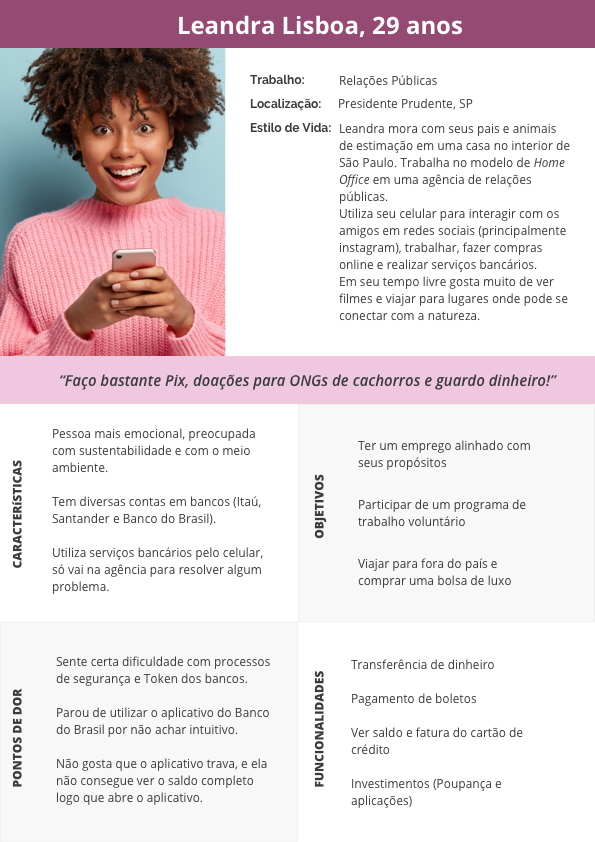 Leandra Lisboa, 29 anos
Trabalho: Relações Públicas
Localização: Presidente Prudente, SP
Estilo de Vida: Leandra mora com seus pais e animais
de estimação em uma casa no interior de
São Paulo. Trabalha no modelo de Home
Office em uma agência de relações
públicas.
Utiliza seu celular para interagir com os
amigos em redes sociais (principalmente
instagram), trabalhar, fazer compras
online e realizar serviços bancários.
Em seu tempo livre gosta muito de ver
filmes e viajar para lugares onde pode se
conectar com a natureza.
“Faço bastante Pix, doações para ONGs de cachorros e guardo dinheiro!”
CARACTERÍSTICAS
Pessoa mais emocional, preocupada
com sustentabilidade e com o meio
ambiente.
Tem diversas contas em bancos (Itaú,
Santander e Banco do Brasil).
Utiliza serviços bancários pelo celular,
só vai na agência para resolver algum
problema.
OBJETIVOS
Ter um emprego alinhado com
seus propósitos
Participar de um programa de
trabalho voluntário
Viajar para fora do país e
comprar uma bolsa de luxo
PONTOS DE DOR
Sente certa dificuldade com processos
de segurança e Token dos bancos.
Parou de utilizar o aplicativo do Banco
do Brasil por não achar intuitivo.
Não gosta que o aplicativo trava, e ela
não consegue ver o saldo completo
logo que abre o aplicativo.
FUNCIONALIDADES
Transferência de dinheiro
Pagamento de boletos
Ver saldo e fatura do cartão de
crédito
Investimentos (Poupança e
aplicações)